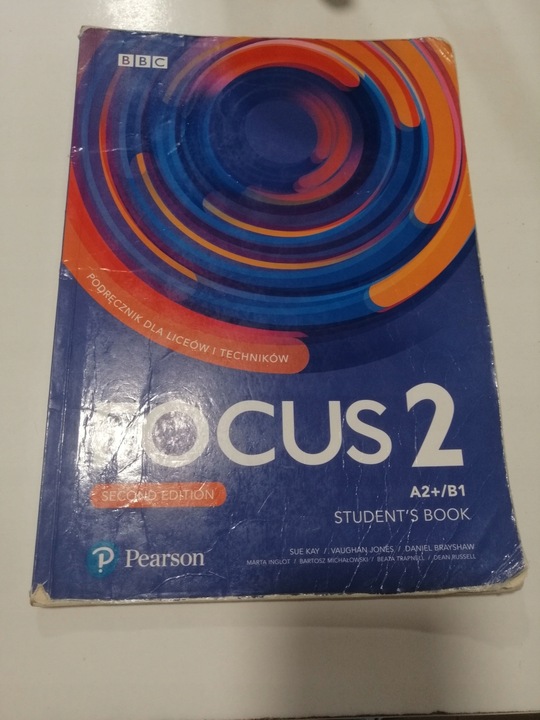 BBC
PODRĘCZNIK DLA LICEÓW I TECHNIKÓW
FOCUS 2
SECOND EDITION
A2+/B1
STUDENT'S BOOK
SUE KAY / VAUGHAN JONES / DANIEL BRAYSHAW
MARTA INGLOT / BARTOSZ MICHAŁOWSKI / BEATA TRAPNELL / DEAN RUSSELL
Pearson